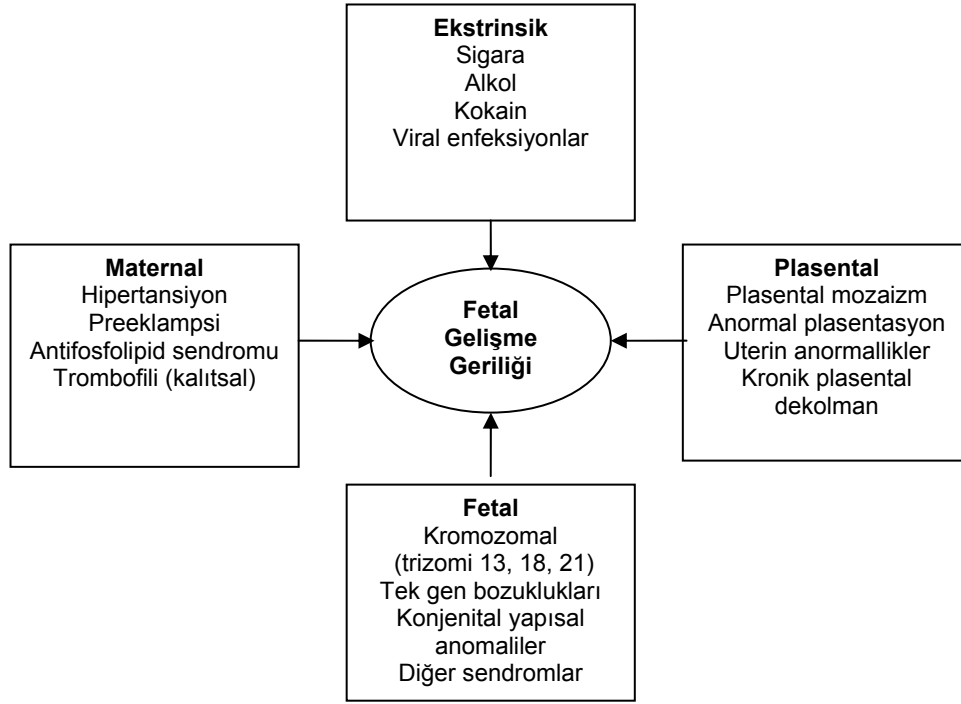 Ekstrinsik
Sigara
Alkol
Kokain
Viral enfeksiyonlar
Maternal
Hipertansiyon
Preeklampsi
Antifosfolipid sendromu
Trombofili (kalıtsal)
Fetal
Gelişme
Geriliği
Plasental
Plasental mozaizm
Anormal plasentasyon
Uterin anormallikler
Kronik plasental
dekolman
Fetal
Kromozomal
(trizomi 13, 18, 21)
Tek gen bozuklukları
Konjenital yapısal
anomaliler
Diğer sendromlar